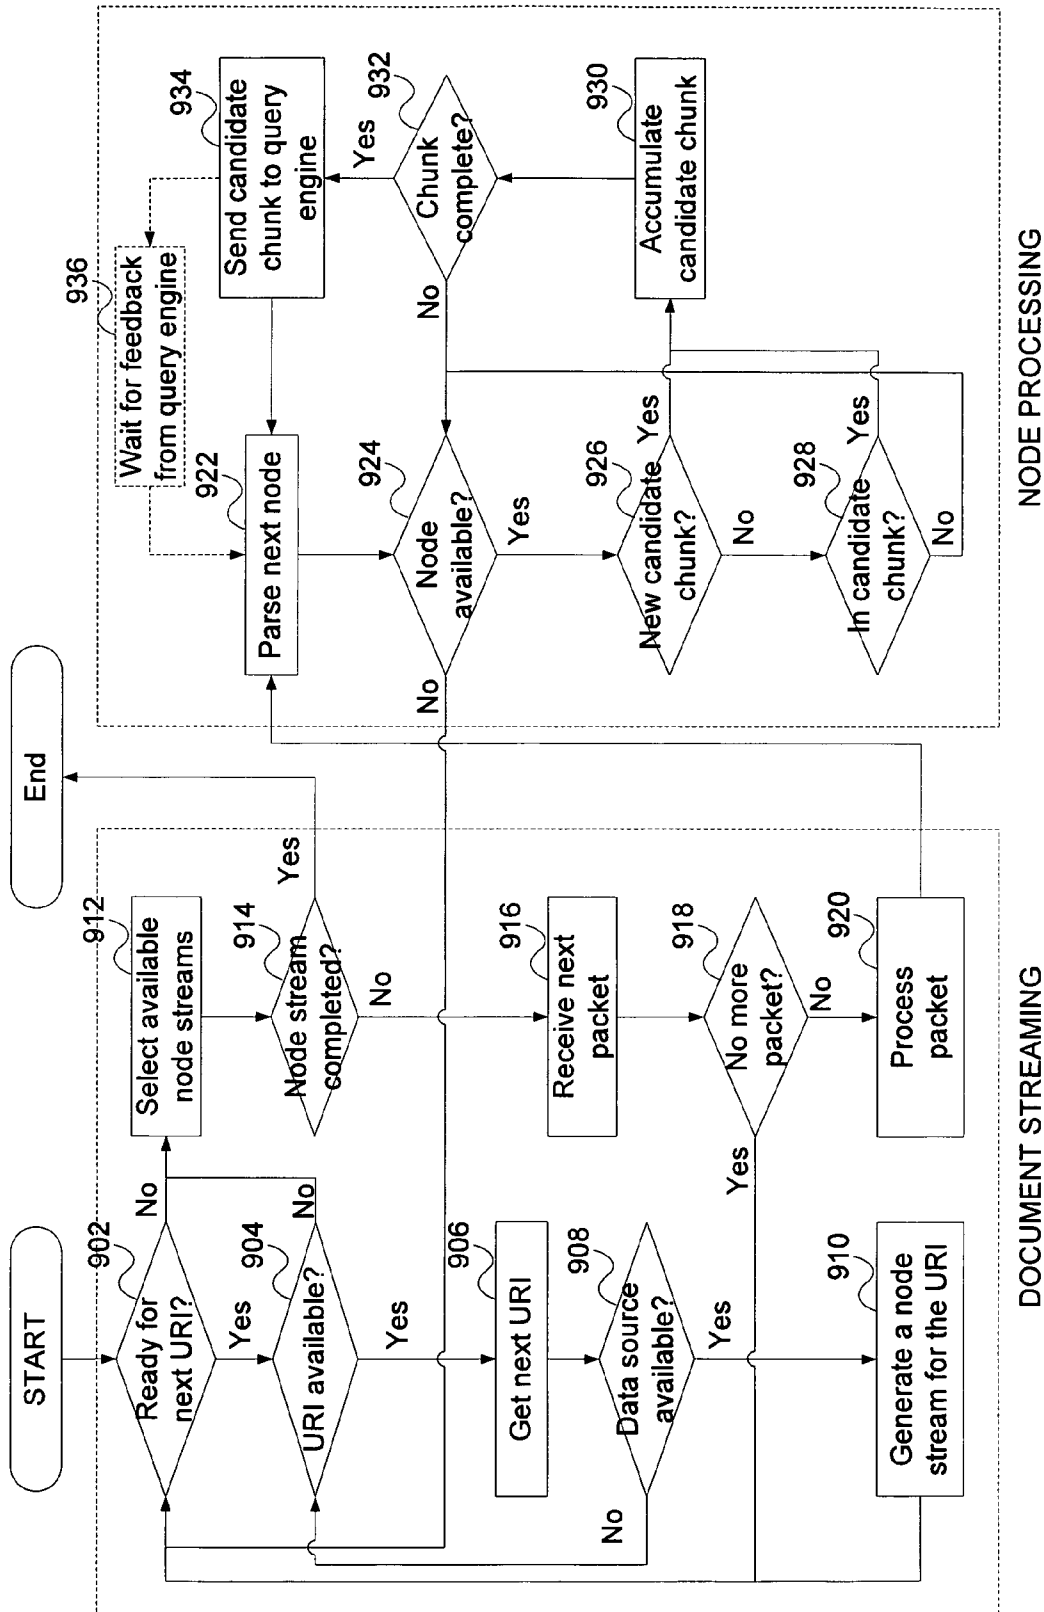 START
902
Ready for
next URI?
No
Yes
904
URI available?
No
Yes
906
Get next URI
908
Data source
available?
No
Yes
910
Generate a node
stream for the URI
912
Select available
node streams
914
Node stream
completed?
Yes
No
916
Receive next
packet
918
No more
packet?
Yes
No
920
Process
packet
DOCUMENT STREAMING
End
936
Wait for feedback
from query engine
922
Parse next node
924
Node
available?
No
Yes
926
New candidate
chunk?
Yes
No
928
In candidate
chunk?
Yes
No
934
Send candidate
chunk to query
engine
932
Chunk
complete?
Yes
No
930
Accumulate
candidate chunk
NODE PROCESSING